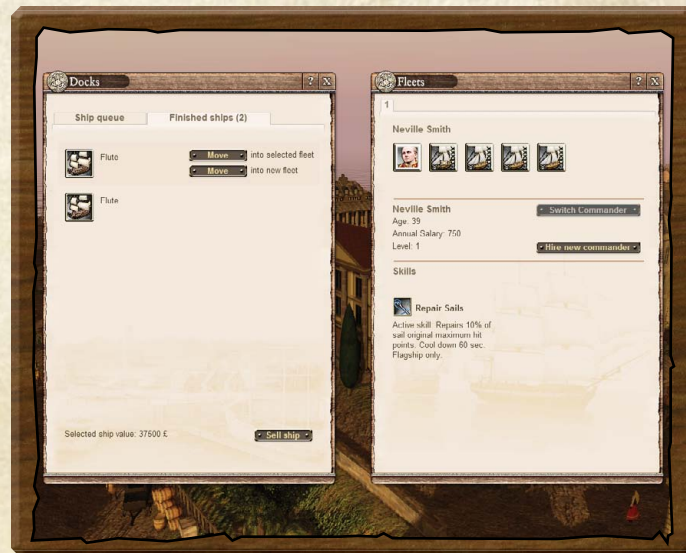 Docks
? X
Ship queue
Finished ships (2)
Flute
Move into selected fleet
Move into new fleet
Flute
Selected ship value: 37600 £
Sell ship
Fleets
? X
1
Neville Smith
Neville Smith
Switch Commander
Age: 39
Annual Salary: 750
Level: 1
Hire new commander
Skills
Repair Sails
Active skill. Repairs 10% of
sail original maximum hit
points. Cool down 60 sec.
Flagship only.